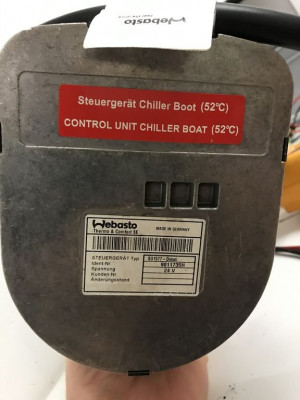 Webasto
Steuergerät Chiller Boot (52°C)
CONTROL UNIT CHILLER BOAT (52°C)
Webasto
Thermo & Comfort SE
MADE IN GERMANY
STEUERGERÄT Typ
Ident-Nr
Spannung 24 V
Kunden-Nr
Änderungsstand